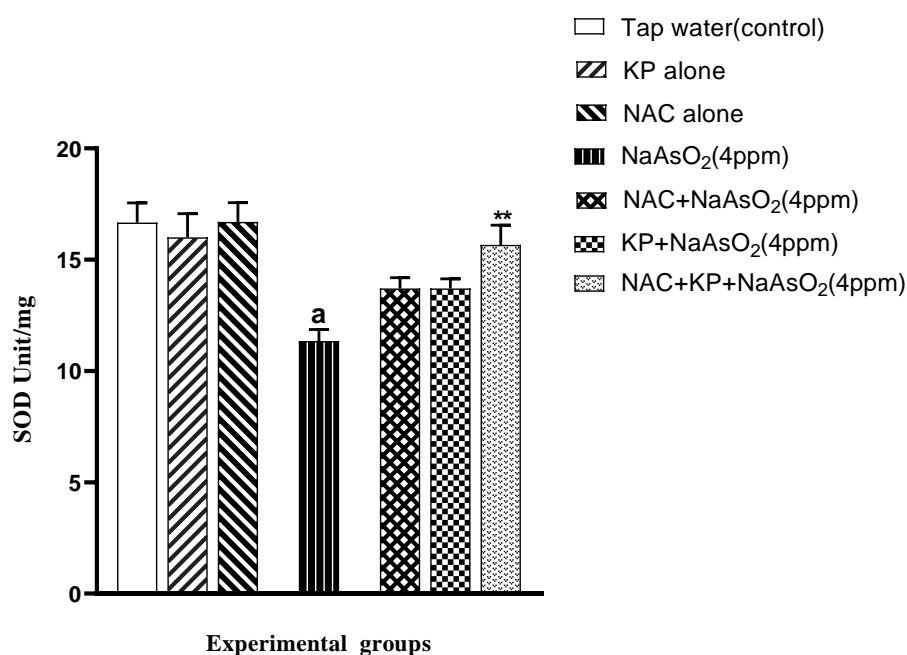 Tap water(control)
KP alone
NAC alone
NaAsO₂(4ppm)
NAC+NaAsO₂(4ppm)
KP+NaAsO₂(4ppm)
NAC+KP+NaAsO₂(4ppm)
20
15
10
5
0
SOD Unit/mg
a
**
Experimental groups